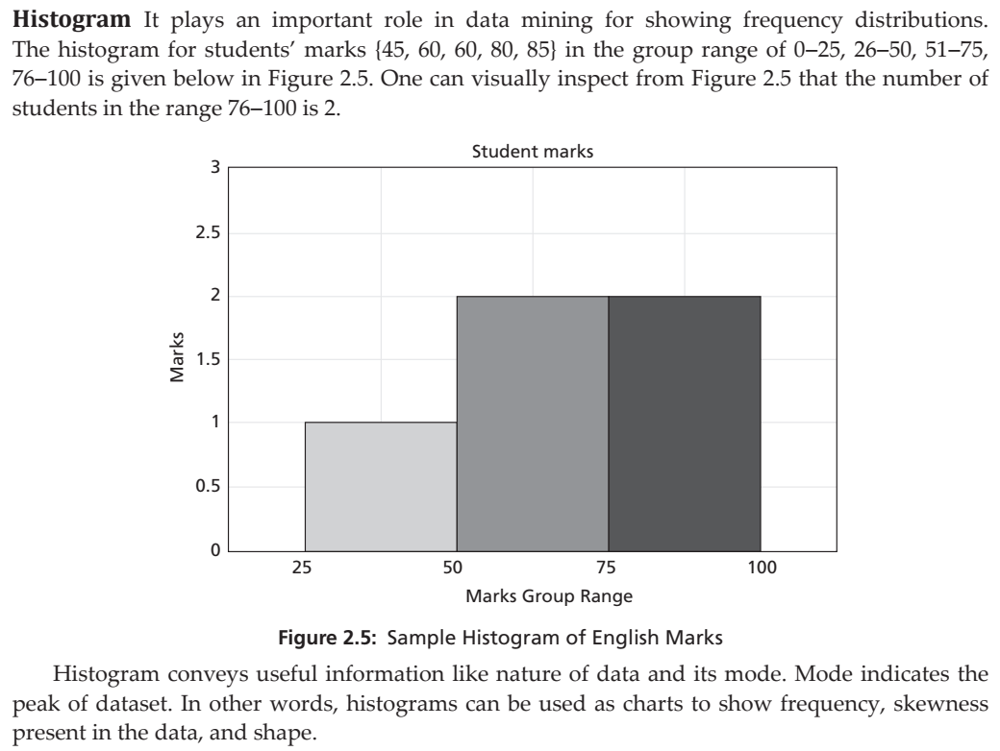 Histogram It plays an important role in data mining for showing frequency distributions.
The histogram for students’ marks {45, 60, 60, 80, 85} in the group range of 0–25, 26–50, 51–75,
76–100 is given below in Figure 2.5. One can visually inspect from Figure 2.5 that the number of
students in the range 76–100 is 2.
Student marks
3
2.5
2
1.5
1
0.5
0
Marks
25 50 75 100
Marks Group Range
Figure 2.5: Sample Histogram of English Marks
Histogram conveys useful information like nature of data and its mode. Mode indicates the
peak of dataset. In other words, histograms can be used as charts to show frequency, skewness
present in the data, and shape.